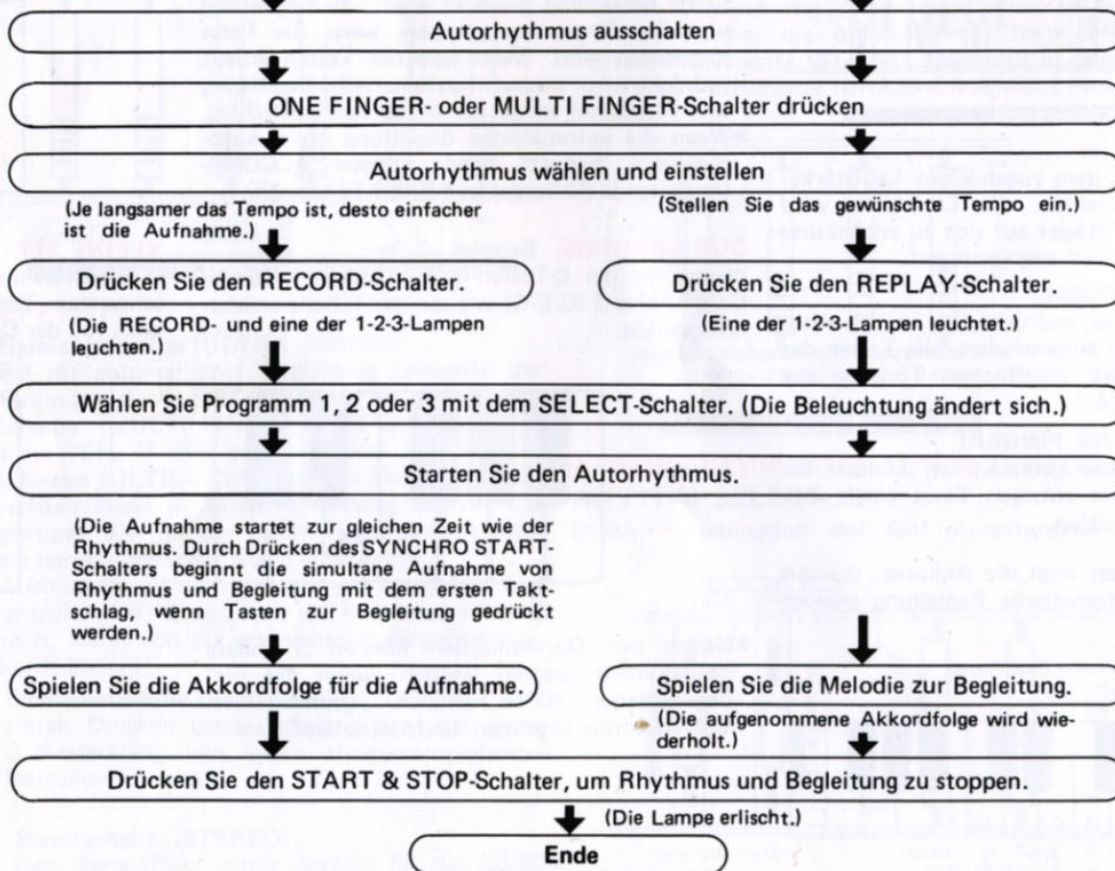 Autorhythmus ausschalten
ONE FINGER- oder MULTI FINGER-Schalter drücken
Autorhythmus wählen und einstellen
(Je langsamer das Tempo ist, desto einfacher
ist die Aufnahme.)
(Stellen Sie das gewünschte Tempo ein.)
Drücken Sie den RECORD-Schalter.
Drücken Sie den REPLAY-Schalter.
(Die RECORD- und eine der 1-2-3-Lampen
leuchten.)
(Eine der 1-2-3-Lampen leuchtet.)
Wählen Sie Programm 1, 2 oder 3 mit dem SELECT-Schalter. (Die Beleuchtung ändert sich.)
Starten Sie den Autorhythmus.
(Die Aufnahme startet zur gleichen Zeit wie der
Rhythmus. Durch Drücken des SYNCHRO START-
Schalters beginnt die simultane Aufnahme von
Rhythmus und Begleitung mit dem ersten Takt-
schlag, wenn Tasten zur Begleitung gedrückt
werden.)
Spielen Sie die Akkordfolge für die Aufnahme.
Spielen Sie die Melodie zur Begleitung.
(Die aufgenommene Akkordfolge wird wie-
derholt.)
Drücken Sie den START & STOP-Schalter, um Rhythmus und Begleitung zu stoppen.
(Die Lampe erlischt.)
Ende